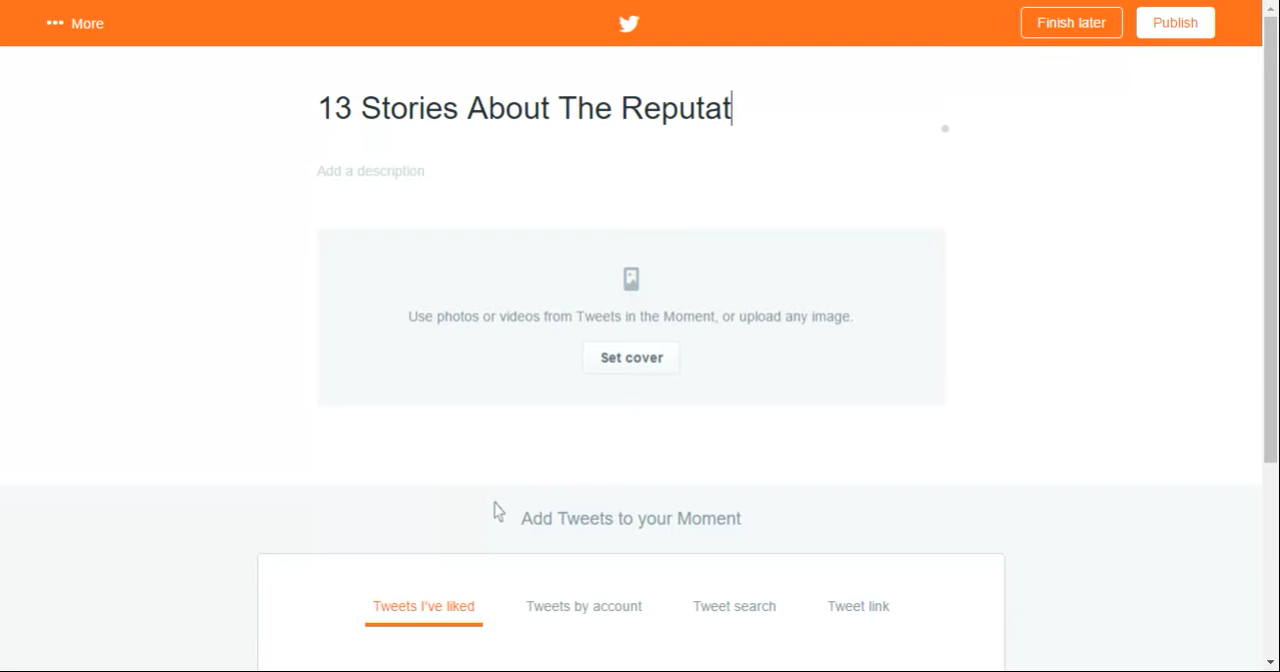 ••• More
Finish later
Publish
13 Stories About The Reputat
Add a description
Use photos or videos from Tweets in the Moment, or upload any image.
Set cover
Add Tweets to your Moment
Tweets I've liked
Tweets by account
Tweet search
Tweet link